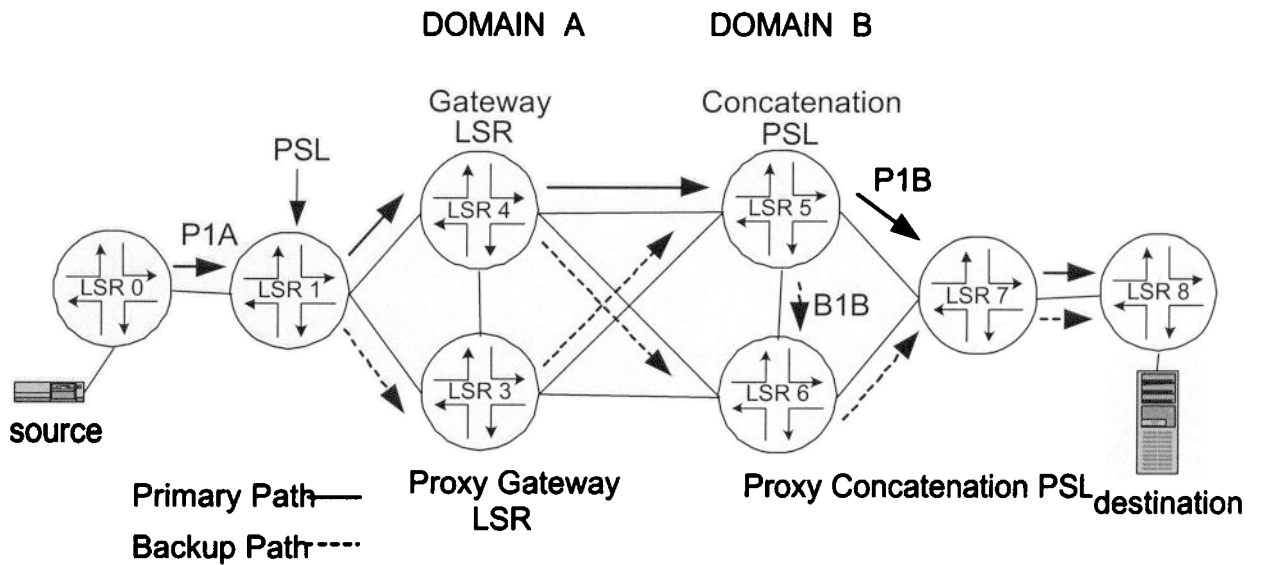 DOMAIN A
DOMAIN B
Gateway
LSR
Concatenation
PSL
PSL
P1A
P1B
LSR 4
LSR 5
LSR 0
LSR 1
LSR 7
LSR 8
B1B
LSR 3
LSR 6
source
Proxy Gateway
LSR
Proxy Concatenation PSL
destination
Primary Path
Backup Path